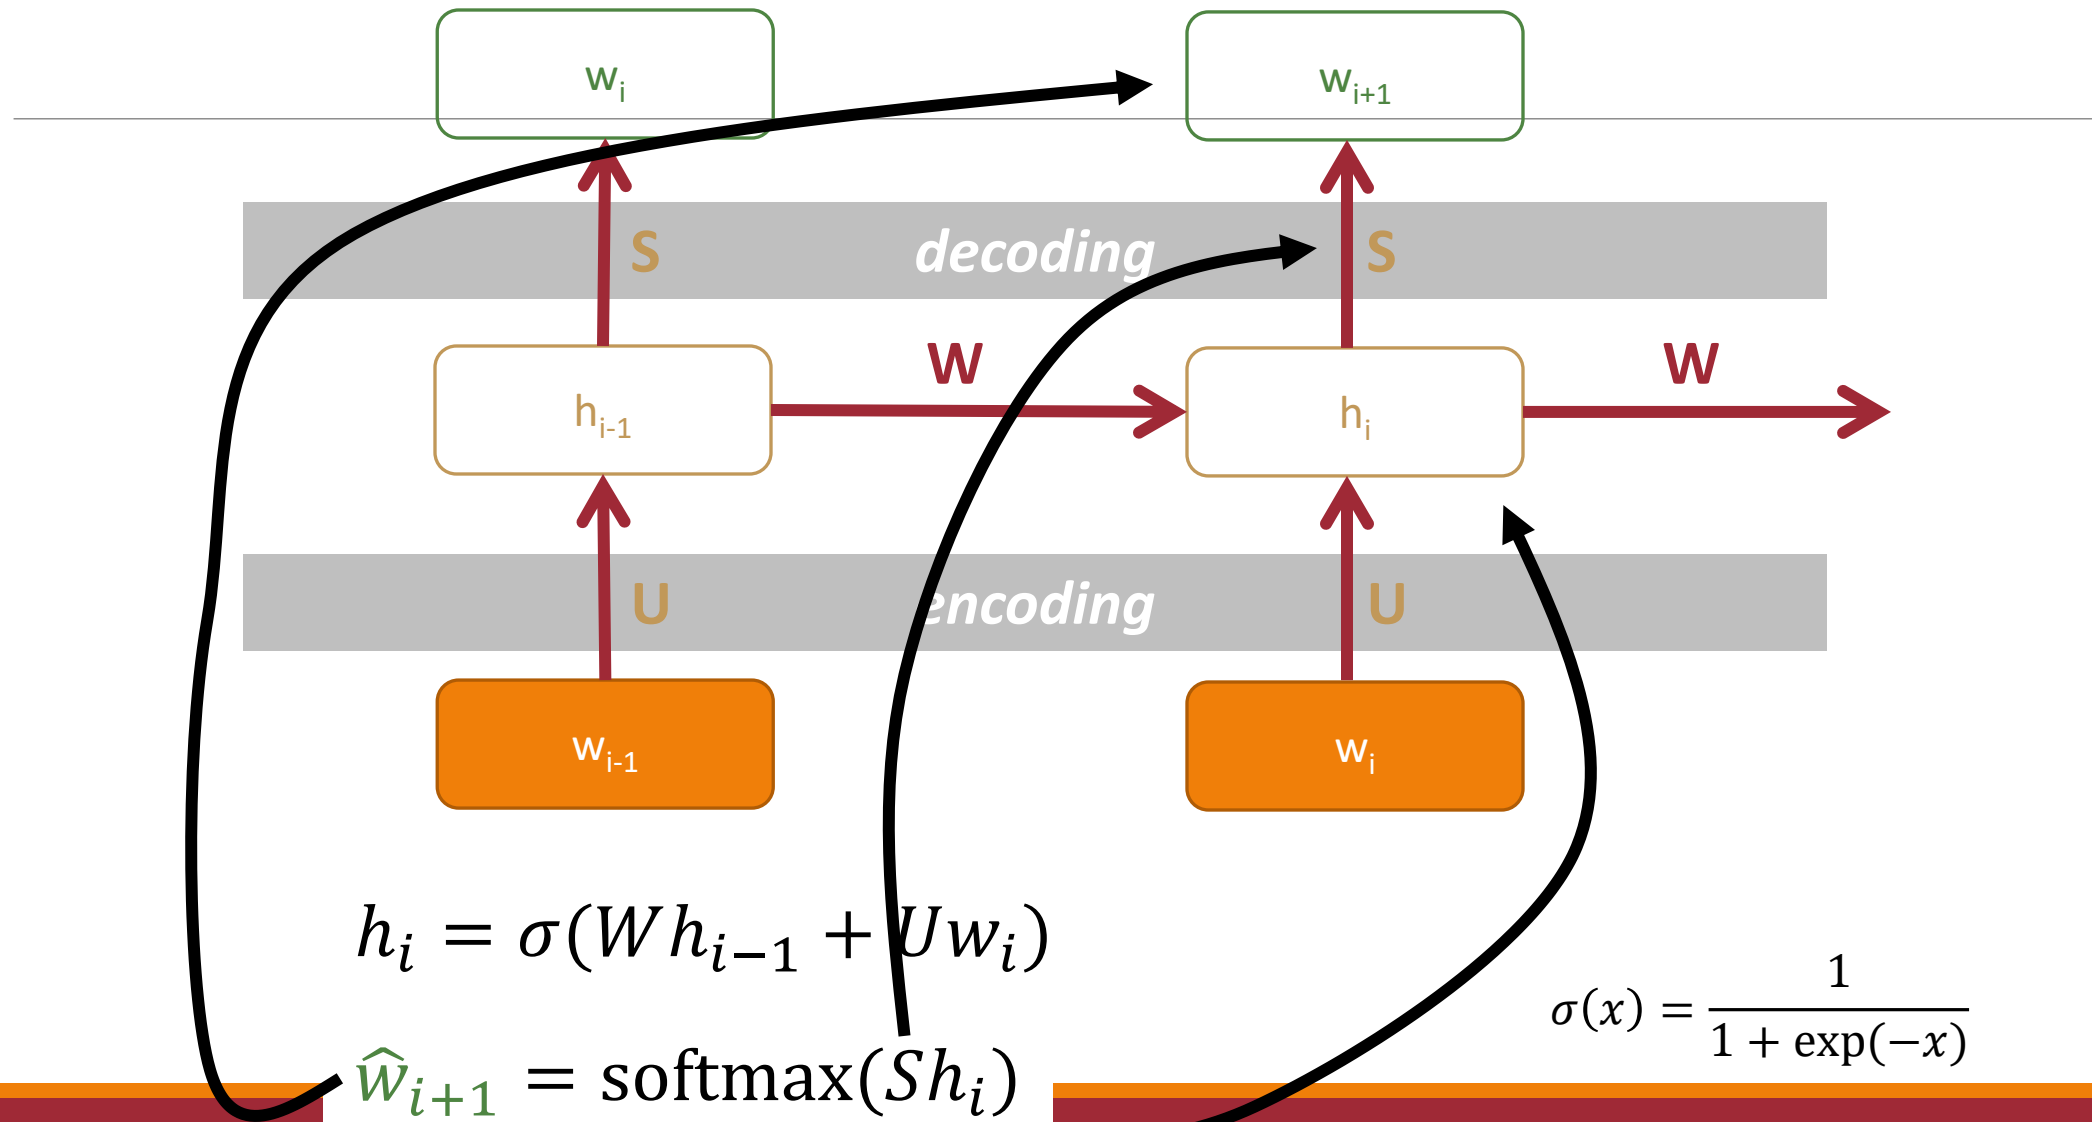 wᵢ wᵢ₊₁
S decoding S
W W
hᵢ₋₁ hᵢ
U encoding U
wᵢ₋₁ wᵢ
hᵢ = σ(Whᵢ₋₁ + Uwᵢ)
σ(x) = 1 / (1 + exp(−x))
ŵᵢ₊₁ = softmax(Shᵢ)